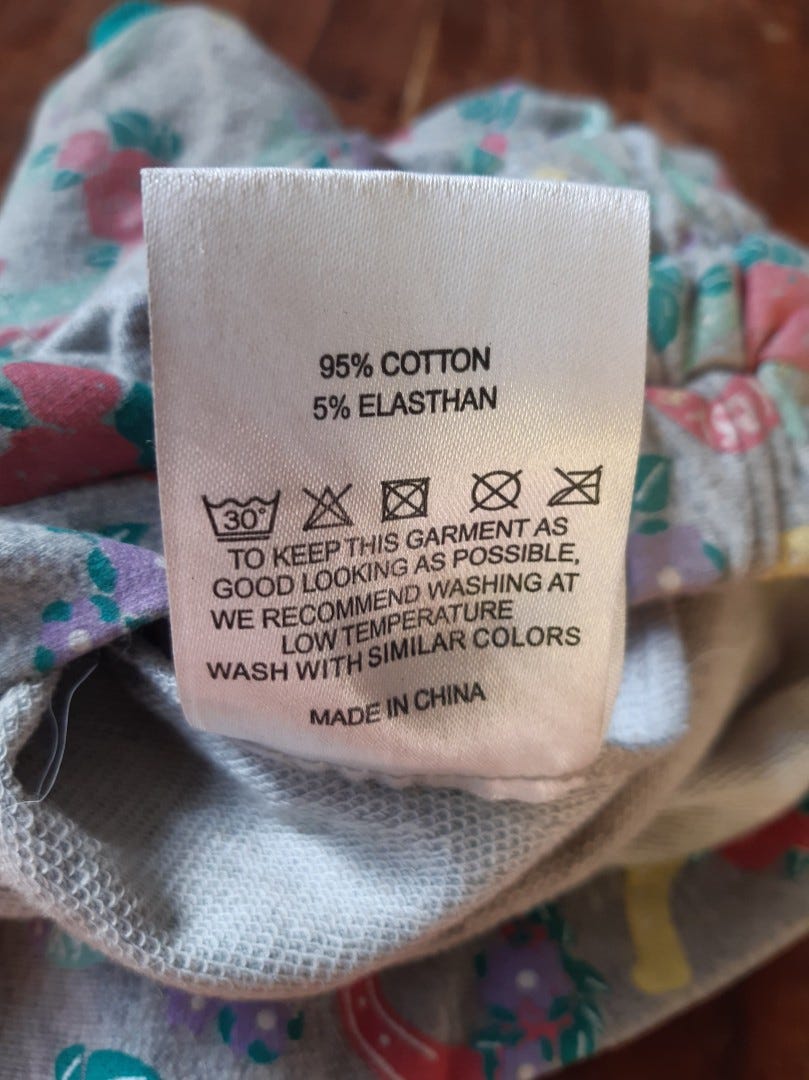 95% COTTON
5% ELASTHAN
30°
TO KEEP THIS GARMENT AS
GOOD LOOKING AS POSSIBLE,
WE RECOMMEND WASHING AT
LOW TEMPERATURE
WASH WITH SIMILAR COLORS
MADE IN CHINA